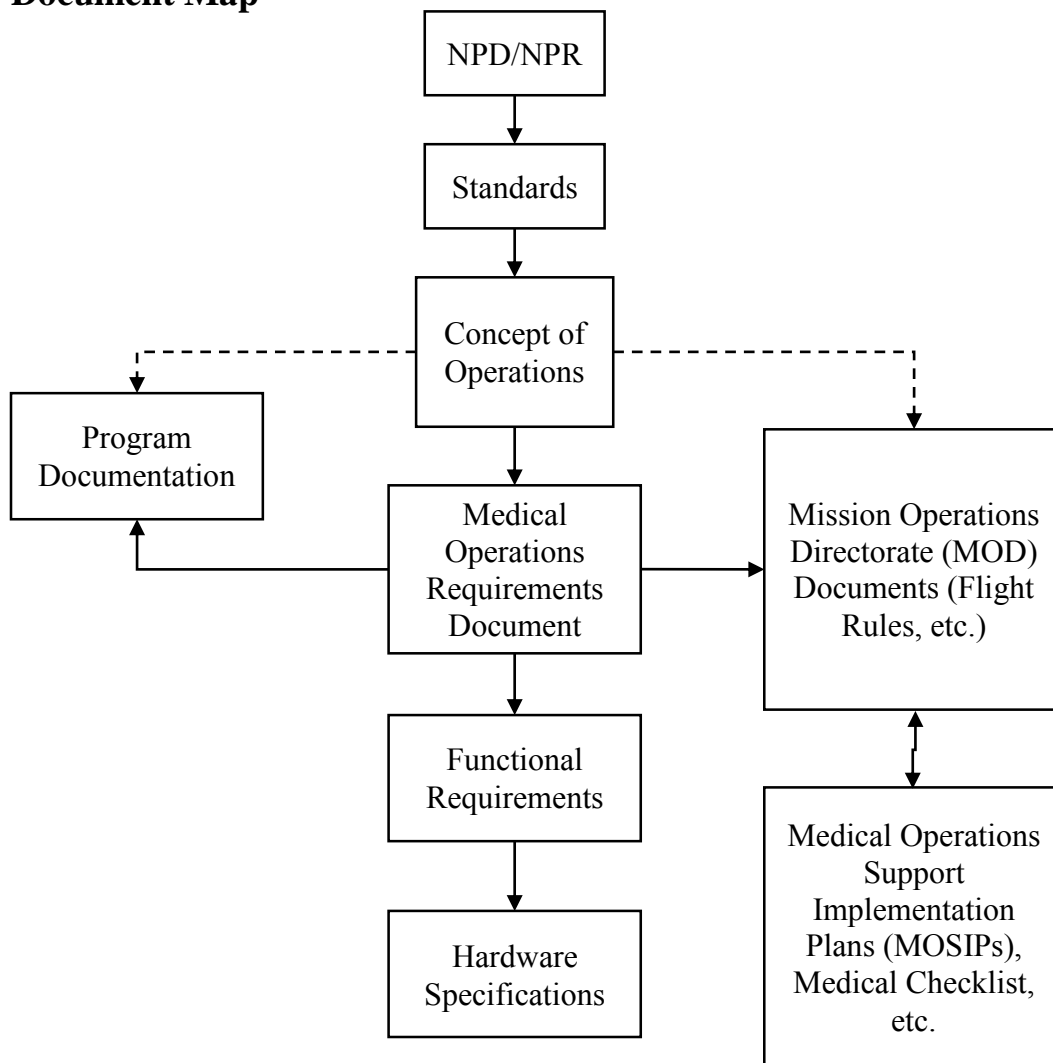 Document Map
NPD/NPR
Standards
Concept of
Operations
Program
Documentation
Medical
Operations
Requirements
Document
Mission Operations
Directorate (MOD)
Documents (Flight
Rules, etc.)
Functional
Requirements
Medical Operations
Support
Implementation
Plans (MOSIPs),
Medical Checklist,
etc.
Hardware
Specifications